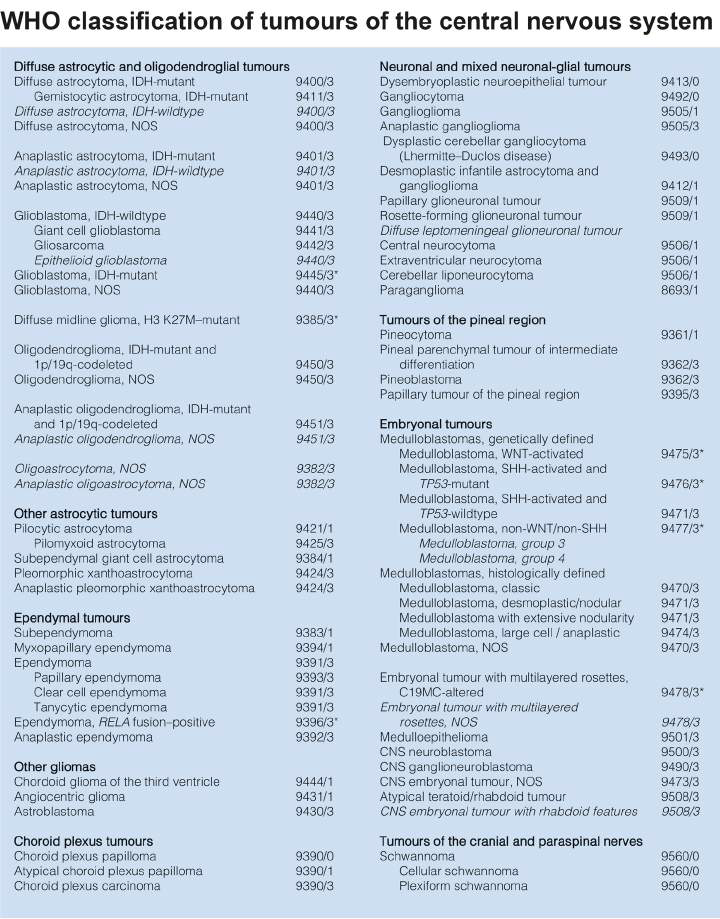 WHO classification of tumours of the central nervous system
Diffuse astrocytic and oligodendroglial tumours
Diffuse astrocytoma, IDH-mutant 9400/3
Gemistocytic astrocytoma, IDH-mutant 9411/3
Diffuse astrocytoma, IDH-wildtype 9400/3
Diffuse astrocytoma, NOS 9400/3
Anaplastic astrocytoma, IDH-mutant 9401/3
Anaplastic astrocytoma, IDH-wildtype 9401/3
Anaplastic astrocytoma, NOS 9401/3
Glioblastoma, IDH-wildtype 9440/3
Giant cell glioblastoma 9441/3
Gliosarcoma 9442/3
Epithelioid glioblastoma 9440/3
Glioblastoma, IDH-mutant 9445/3*
Glioblastoma, NOS 9440/3
Diffuse midline glioma, H3 K27M–mutant 9385/3*
Oligodendroglioma, IDH-mutant and
1p/19q-codeleted 9450/3
Oligodendroglioma, NOS 9450/3
Anaplastic oligodendroglioma, IDH-mutant
and 1p/19q-codeleted 9451/3
Anaplastic oligodendroglioma, NOS 9451/3
Oligoastrocytoma, NOS 9382/3
Anaplastic oligoastrocytoma, NOS 9382/3
Other astrocytic tumours
Pilocytic astrocytoma 9421/1
Pilomyxoid astrocytoma 9425/3
Subependymal giant cell astrocytoma 9384/1
Pleomorphic xanthoastrocytoma 9424/3
Anaplastic pleomorphic xanthoastrocytoma 9424/3
Ependymal tumours
Subependymoma 9383/1
Myxopapillary ependymoma 9394/1
Ependymoma 9391/3
Papillary ependymoma 9393/3
Clear cell ependymoma 9391/3
Tanycytic ependymoma 9391/3
Ependymoma, RELA fusion–positive 9396/3*
Anaplastic ependymoma 9392/3
Other gliomas
Chordoid glioma of the third ventricle 9444/1
Angiocentric glioma 9431/1
Astroblastoma 9430/3
Choroid plexus tumours
Choroid plexus papilloma 9390/0
Atypical choroid plexus papilloma 9390/1
Choroid plexus carcinoma 9390/3
Neuronal and mixed neuronal-glial tumours
Dysembryoplastic neuroepithelial tumour 9413/0
Gangliocytoma 9492/0
Ganglioglioma 9505/1
Anaplastic ganglioglioma 9505/3
Dysplastic cerebellar gangliocytoma
(Lhermitte–Duclos disease) 9493/0
Desmoplastic infantile astrocytoma and
ganglioglioma 9412/1
Papillary glioneuronal tumour 9509/1
Rosette-forming glioneuronal tumour 9509/1
Diffuse leptomeningeal glioneuronal tumour
Central neurocytoma 9506/1
Extraventricular neurocytoma 9506/1
Cerebellar liponeurocytoma 9506/1
Paraganglioma 8693/1
Tumours of the pineal region
Pineocytoma 9361/1
Pineal parenchymal tumour of intermediate
differentiation 9362/3
Pineoblastoma 9362/3
Papillary tumour of the pineal region 9395/3
Embryonal tumours
Medulloblastomas, genetically defined
Medulloblastoma, WNT-activated 9475/3*
Medulloblastoma, SHH-activated and
TP53-mutant 9476/3*
Medulloblastoma, SHH-activated and
TP53-wildtype 9471/3
Medulloblastoma, non-WNT/non-SHH 9477/3*
Medulloblastoma, group 3
Medulloblastoma, group 4
Medulloblastomas, histologically defined
Medulloblastoma, classic 9470/3
Medulloblastoma, desmoplastic/nodular 9471/3
Medulloblastoma with extensive nodularity 9471/3
Medulloblastoma, large cell / anaplastic 9474/3
Medulloblastoma, NOS 9470/3
Embryonal tumour with multilayered rosettes,
C19MC-altered 9478/3*
Embryonal tumour with multilayered
rosettes, NOS 9478/3
Medulloepithelioma 9501/3
CNS neuroblastoma 9500/3
CNS ganglioneuroblastoma 9490/3
CNS embryonal tumour, NOS 9473/3
Atypical teratoid/rhabdoid tumour 9508/3
CNS embryonal tumour with rhabdoid features 9508/3
Tumours of the cranial and paraspinal nerves
Schwannoma 9560/0
Cellular schwannoma 9560/0
Plexiform schwannoma 9560/0